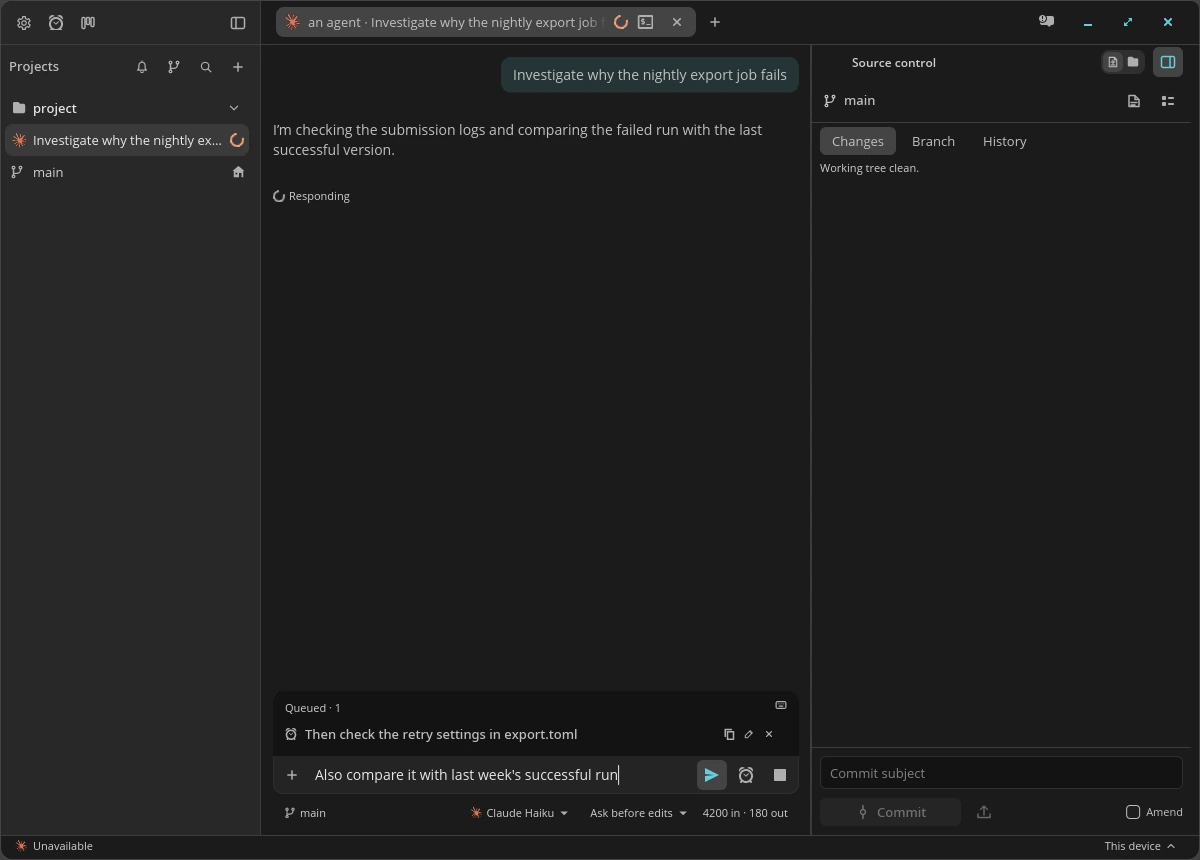 an agent · Investigate why the nightly export job
Projects
project
Investigate why the nightly ex...
main
Investigate why the nightly export job fails
I'm checking the submission logs and comparing the failed run with the last
successful version.
Responding
Queued · 1
Then check the retry settings in export.toml
Also compare it with last week's successful run
main
Claude Haiku
Ask before edits
4200 in · 180 out
Source control
main
Changes
Branch
History
Working tree clean.
Commit subject
Commit
Amend
Unavailable
This device